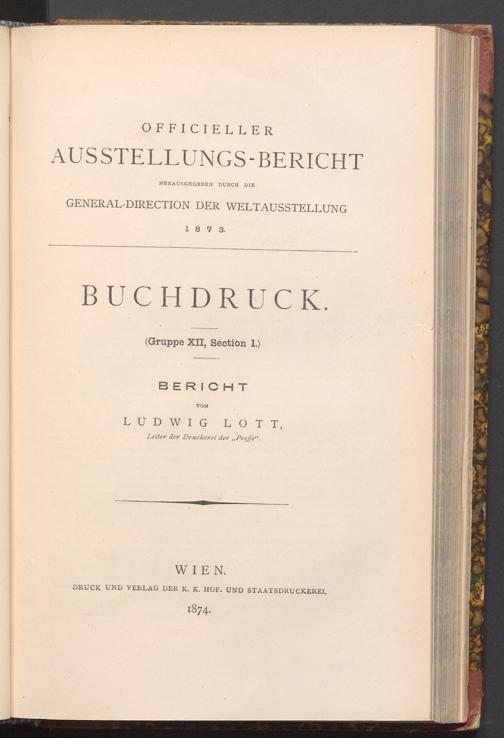 OFFICIELLER
AUSSTELLUNGS-BERICHT
HERAUSGEGEBEN DURCH DIE
GENERAL-DIRECTION DER WELTAUSSTELLUNG
1873.
BUCHDRUCK.
(Gruppe XII, Section 1.)
BERICHT
VON
LUDWIG LOTT,
Leiter der Druckerei der „Presse“.
WIEN.
DRUCK UND VERLAG DER K. K. HOF- UND STAATSDRUCKEREI.
1874.